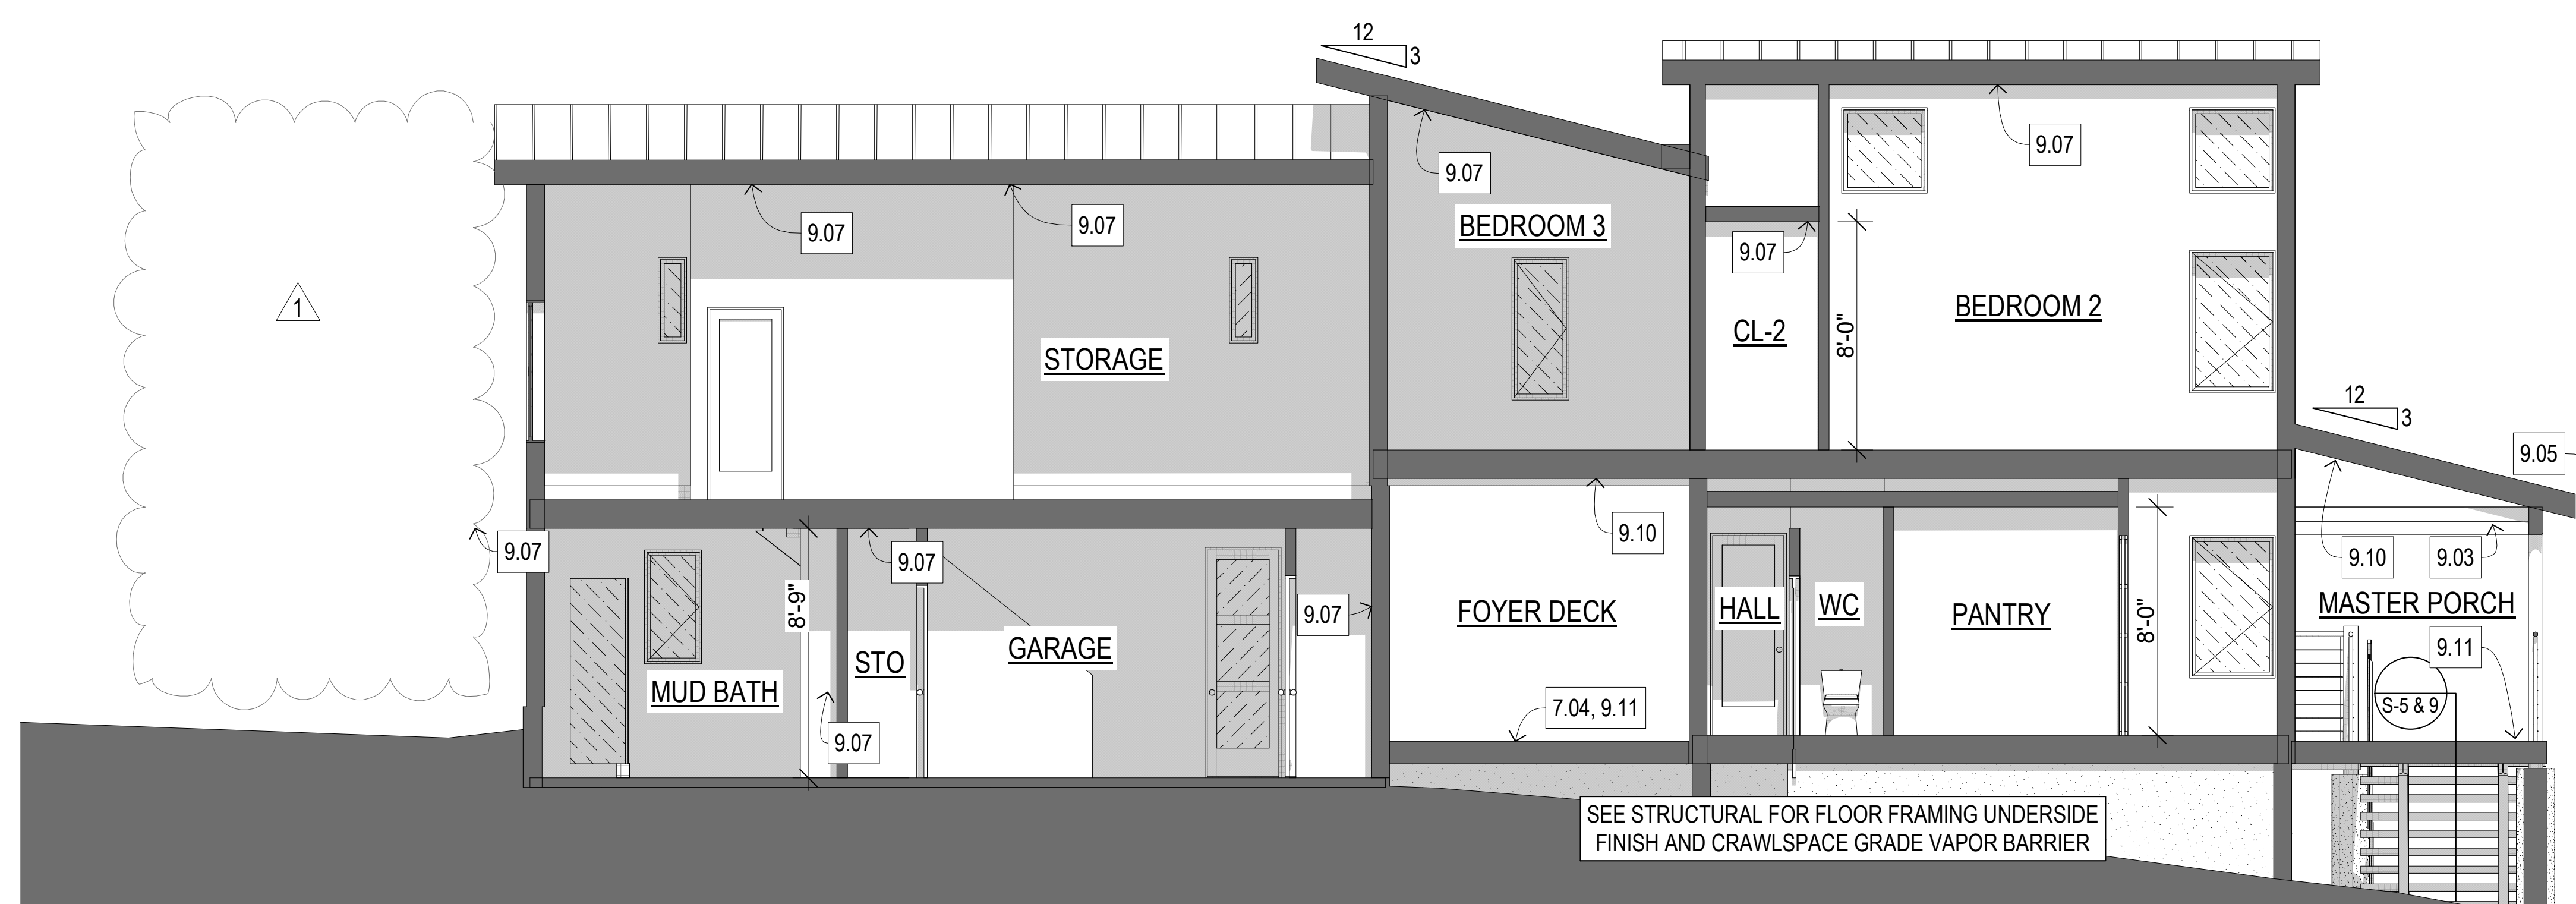 12
3
9.07
9.07
9.07
9.07
BEDROOM 3
9.07
1
BEDROOM 2
CL-2
8'-0"
STORAGE
12
3
9.05
9.07
9.07
9.10
9.10
9.03
8'-9"
9.07
FOYER DECK
HALL
WC
PANTRY
8'-0"
MASTER PORCH
GARAGE
STO
9.11
MUD BATH
7.04, 9.11
S-5 & 9
9.07
SEE STRUCTURAL FOR FLOOR FRAMING UNDERSIDE
FINISH AND CRAWLSPACE GRADE VAPOR BARRIER